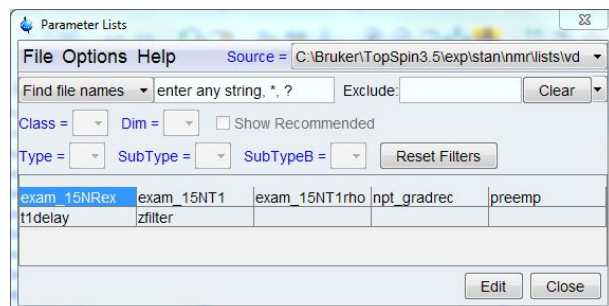 Parameter Lists
File Options Help Source = C:\Bruker\TopSpin3.5\exp\stan\nmr\lists\vd
Find file names enter any string, *, ? Exclude: Clear
Class = Dim = Show Recommended
Type = SubType = SubTypeB = Reset Filters
exam_15NRex exam_15NT1 exam_15NT1rho npt_gradrec preemp
t1delay zfilter
Edit Close